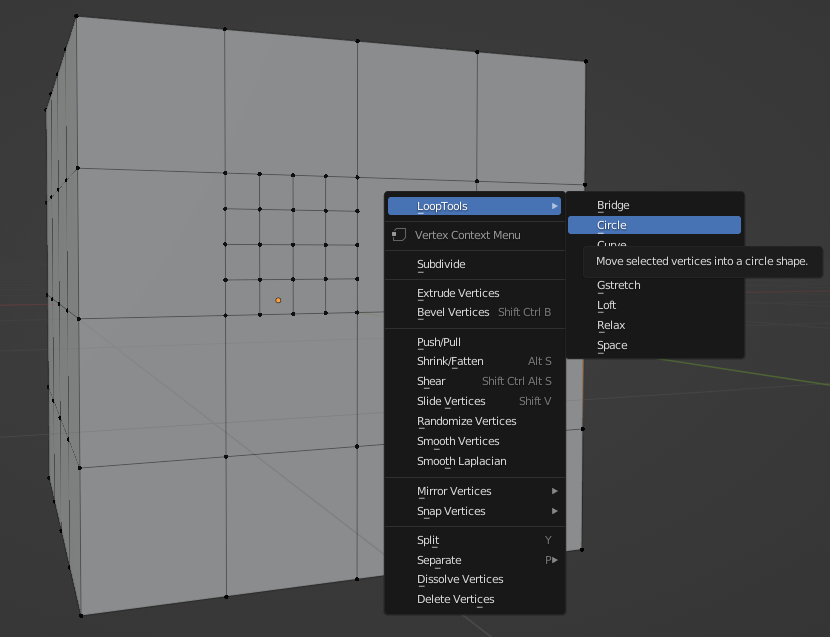 LoopTools
Vertex Context Menu
Subdivide
Extrude Vertices
Bevel Vertices Shift Ctrl B
Push/Pull
Shrink/Fatten Alt S
Shear Shift Ctrl Alt S
Slide Vertices Shift V
Randomize Vertices
Smooth Vertices
Smooth Laplacian
Mirror Vertices
Snap Vertices
Split Y
Separate P
Dissolve Vertices
Delete Vertices
Bridge
Circle
Curve
Move selected vertices into a circle shape.
Gstretch
Loft
Relax
Space